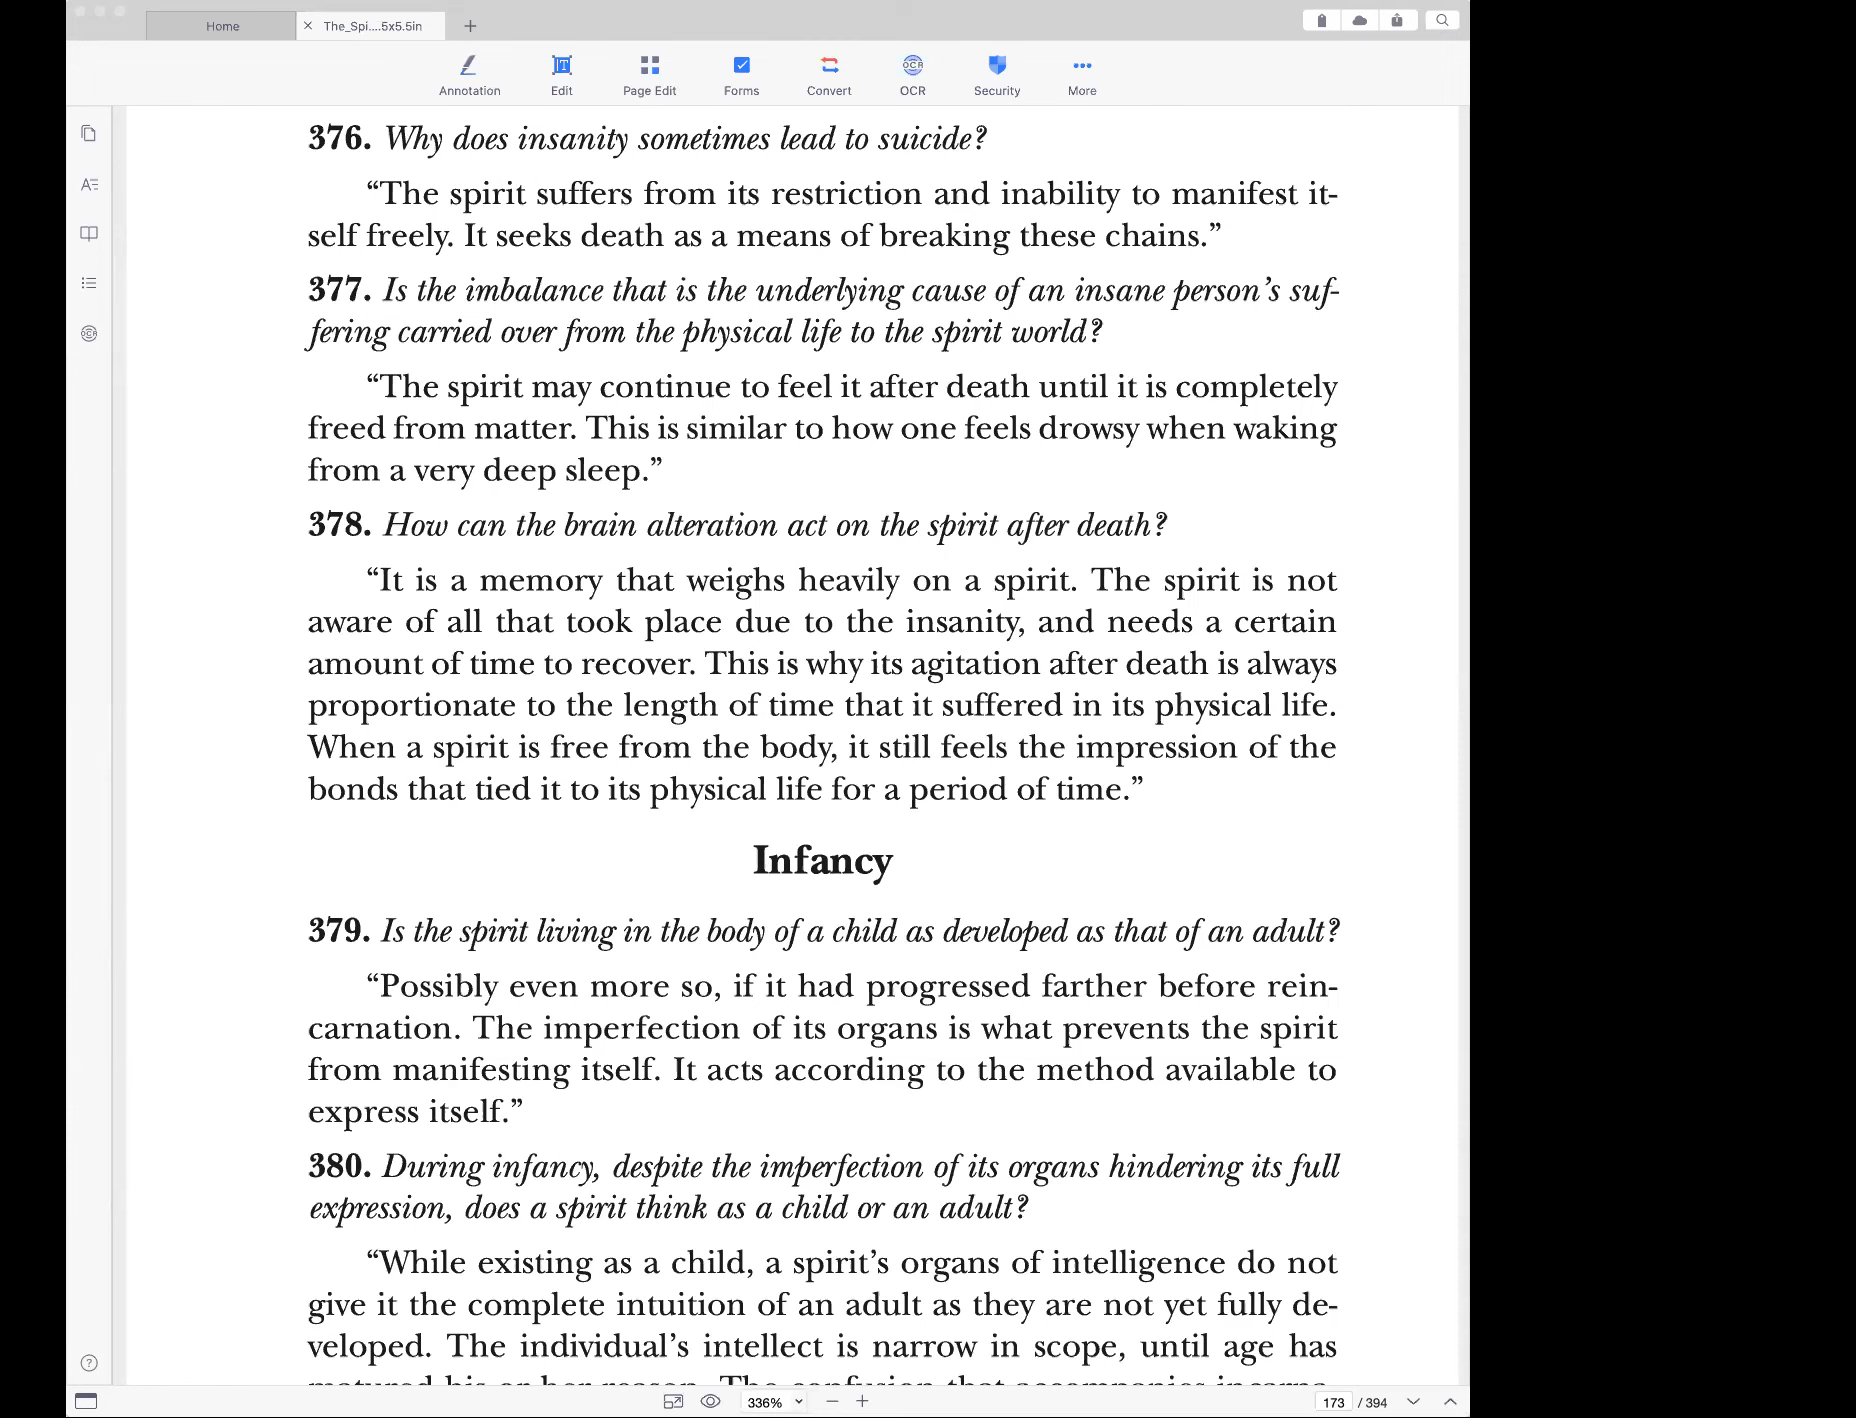 Home
The_Spi....5x5.5in
Annotation
Edit
Page Edit
Forms
Convert
OCR
Security
More
376. Why does insanity sometimes lead to suicide?
“The spirit suffers from its restriction and inability to manifest it-
self freely. It seeks death as a means of breaking these chains.”
377. Is the imbalance that is the underlying cause of an insane person’s suf-
fering carried over from the physical life to the spirit world?
“The spirit may continue to feel it after death until it is completely
freed from matter. This is similar to how one feels drowsy when waking
from a very deep sleep.”
378. How can the brain alteration act on the spirit after death?
“It is a memory that weighs heavily on a spirit. The spirit is not
aware of all that took place due to the insanity, and needs a certain
amount of time to recover. This is why its agitation after death is always
proportionate to the length of time that it suffered in its physical life.
When a spirit is free from the body, it still feels the impression of the
bonds that tied it to its physical life for a period of time.”
Infancy
379. Is the spirit living in the body of a child as developed as that of an adult?
“Possibly even more so, if it had progressed farther before rein-
carnation. The imperfection of its organs is what prevents the spirit
from manifesting itself. It acts according to the method available to
express itself.”
380. During infancy, despite the imperfection of its organs hindering its full
expression, does a spirit think as a child or an adult?
“While existing as a child, a spirit’s organs of intelligence do not
give it the complete intuition of an adult as they are not yet fully de-
veloped. The individual’s intellect is narrow in scope, until age has
matured his or her reason. The confusion that accompanies incarna-
336%
173 / 394